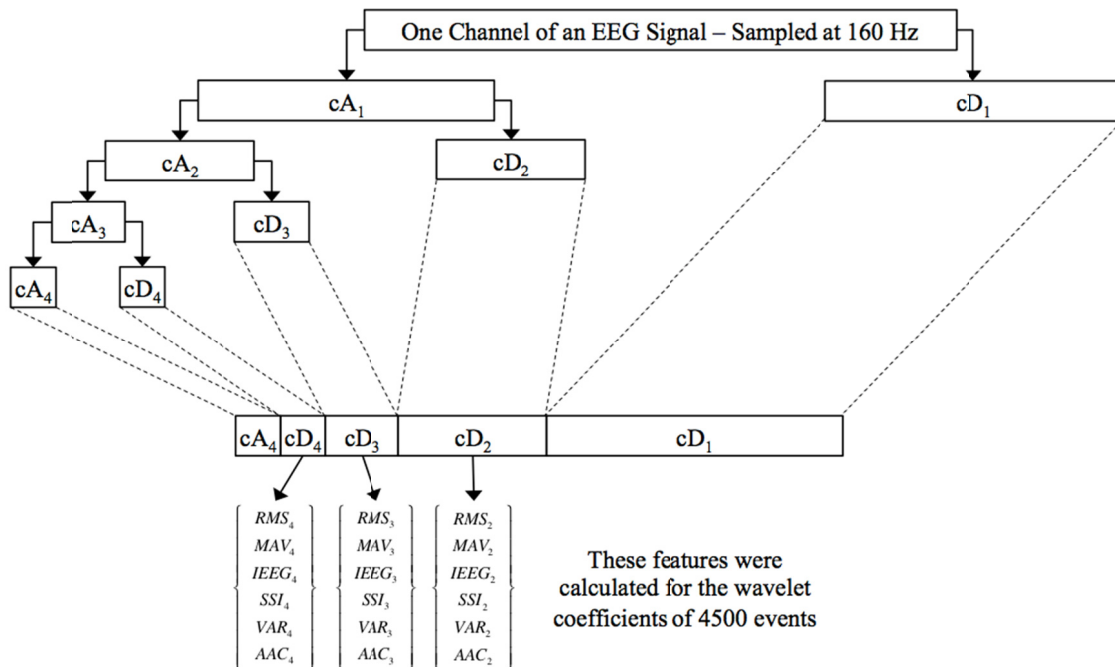 One Channel of an EEG Signal – Sampled at 160 Hz
cA₁
cD₁
cA₂
cD₂
cA₃
cD₃
cA₄
cD₄
cA₄ cD₄ cD₃ cD₂ cD₁
RMS₄ RMS₃ RMS₂
MAV₄ MAV₃ MAV₂
IEEG₄ IEEG₃ IEEG₂
SSI₄ SSI₃ SSI₂
VAR₄ VAR₃ VAR₂
AAC₄ AAC₃ AAC₂
These features were
calculated for the wavelet
coefficients of 4500 events